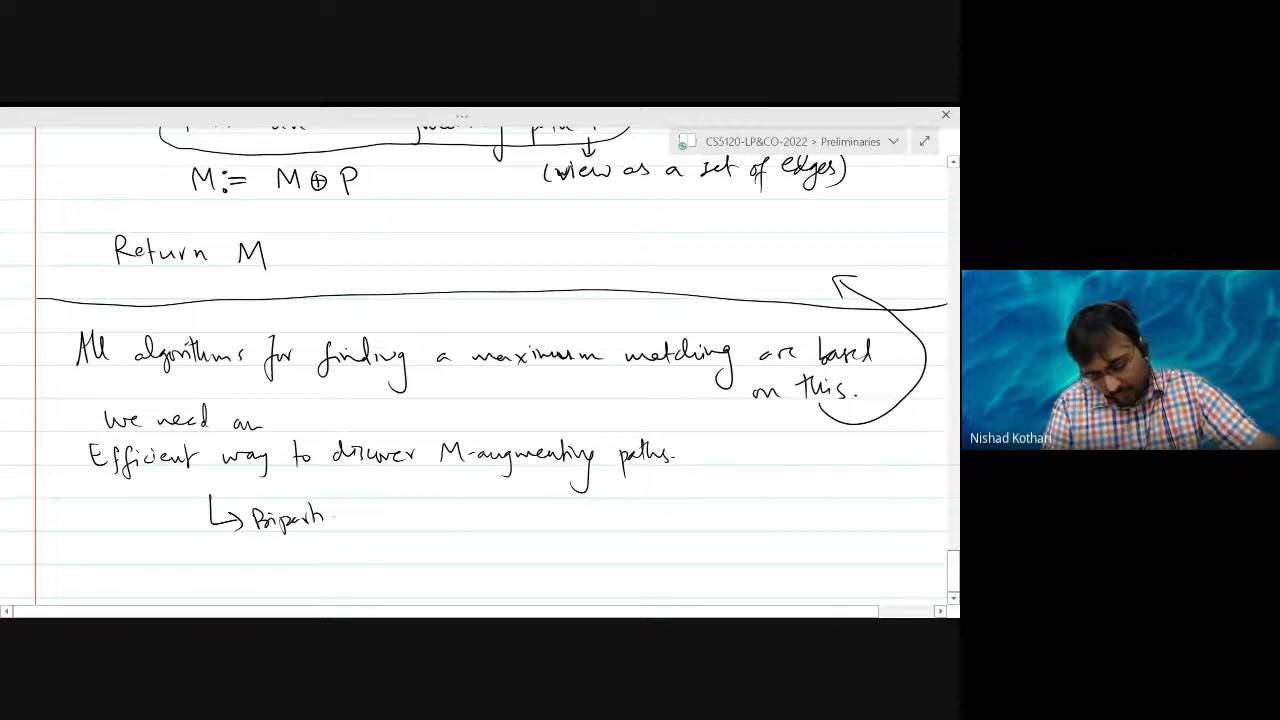 CS5120-LP&CO-2022 > Preliminaries
M := M ⊕ P
(view as a set of edges)
Return M
All algorithms for finding a maximum matching are based
on this.
We need an
Efficient way to discover M-augmenting paths.
↳ Bipart
Nishad Kothari